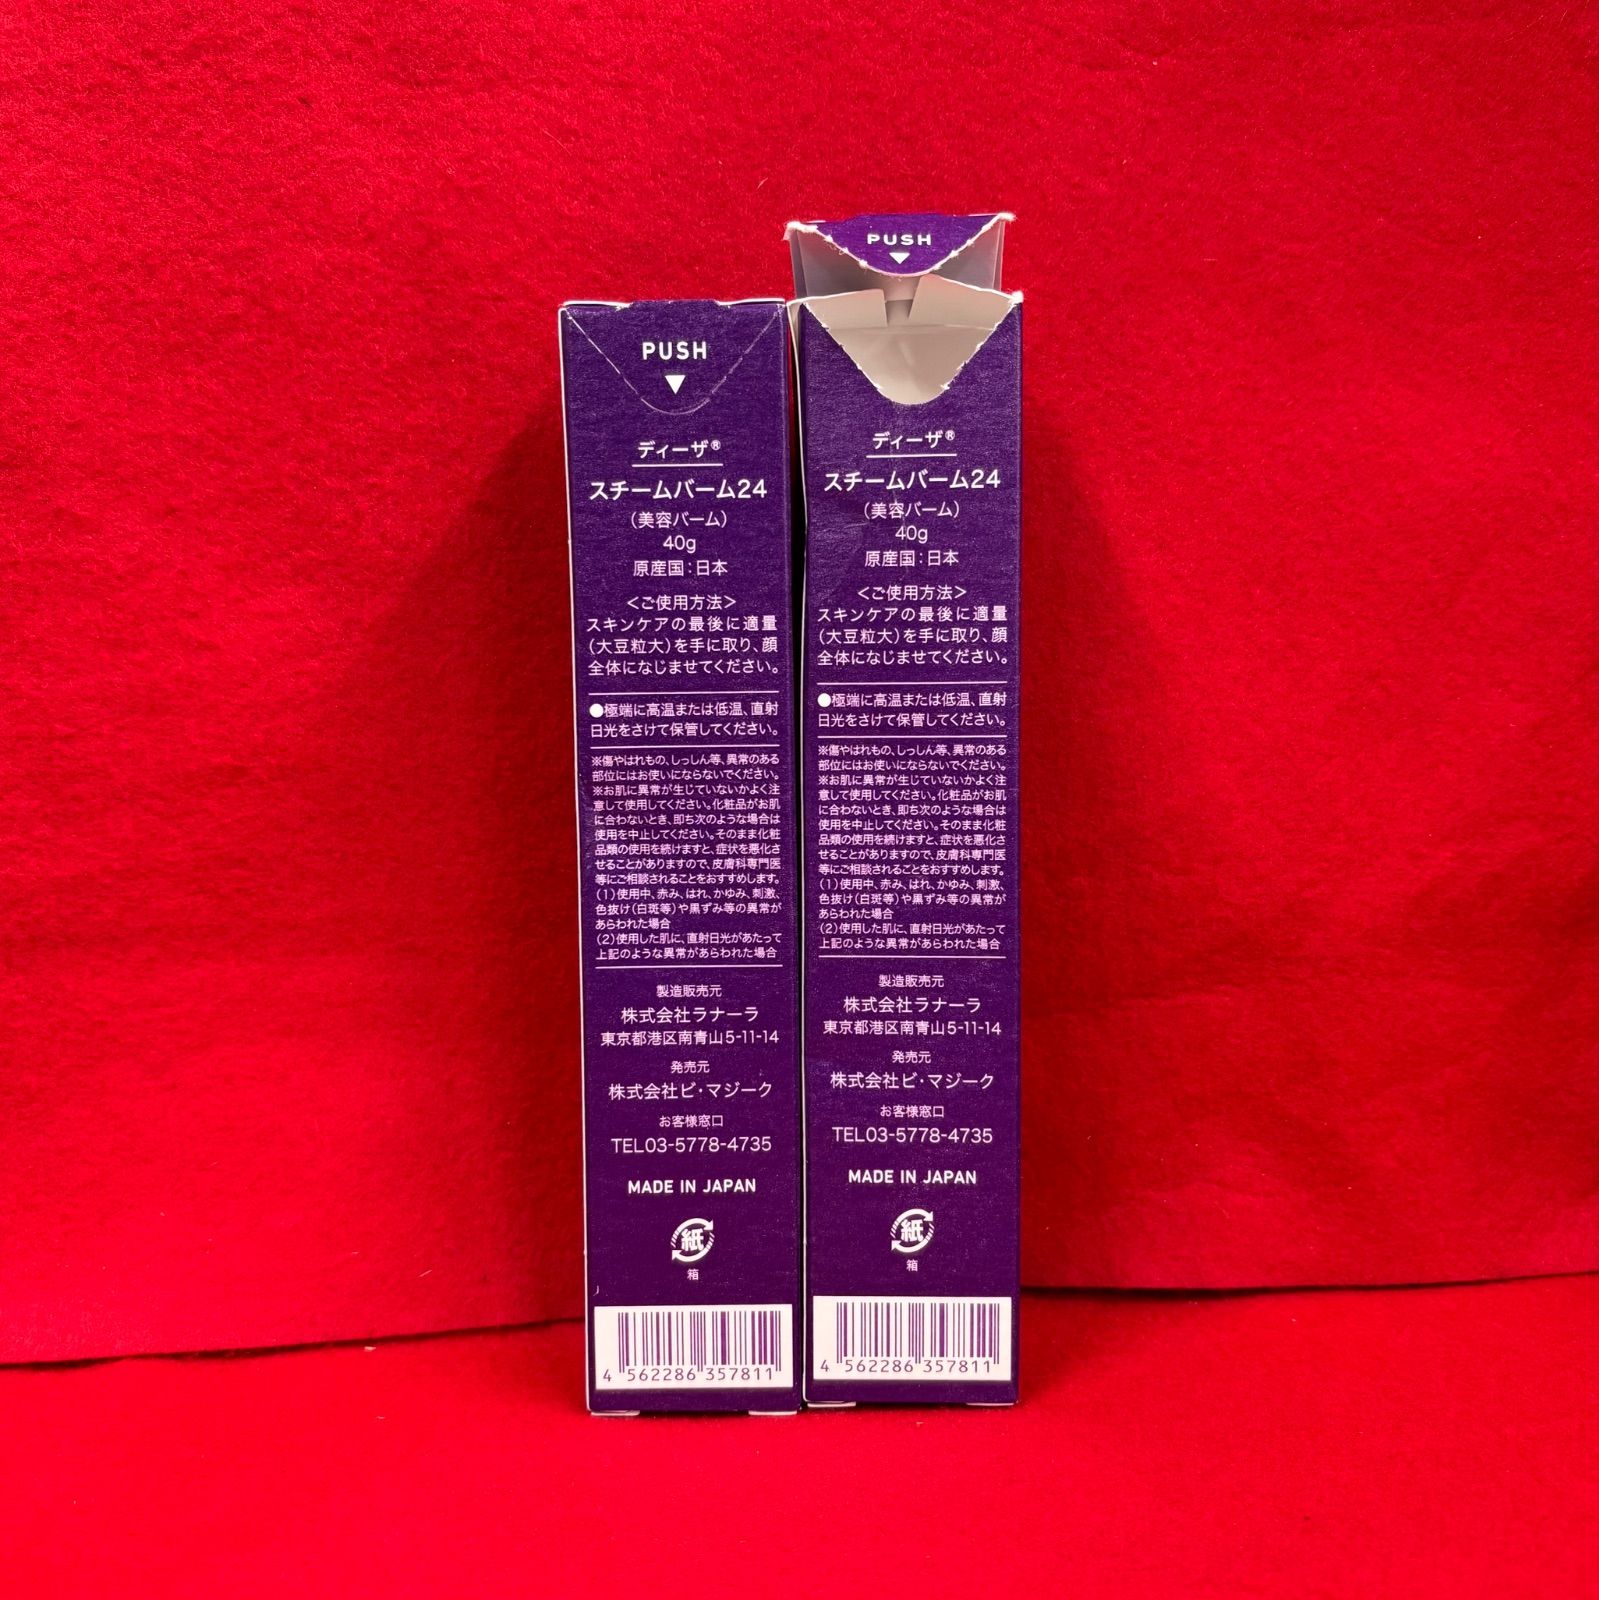 PUSH
ディーザ®
スチームバーム24
(美容バーム)
40g
原産国:日本
<ご使用方法>
スキンケアの最後に適量
(大豆粒大)を手に取り、顔
全体になじませてください。
●極端に高温または低温、直射
日光をさけて保管してください。
※傷やはれもの、しっしん等、異常のある
部位にはお使いにならないでください。
※お肌に異常が生じていないかよく注
意して使用してください。化粧品がお肌
に合わないとき、即ち次のような場合は
使用を中止してください。そのまま化粧
品類の使用を続けますと、症状を悪化さ
せることがありますので、皮膚科専門医
等にご相談されることをおすすめします。
(1)使用中、赤み、はれ、かゆみ、刺激、
色抜け(白斑等)や黒ずみ等の異常が
あらわれた場合
(2)使用した肌に、直射日光があたって
上記のような異常があらわれた場合
製造販売元
株式会社ラナーラ
東京都港区南青山5-11-14
発売元
株式会社ビ・マジーク
お客様窓口
TEL03-5778-4735
MADE IN JAPAN
紙
箱
4 562286 357811
PUSH
ディーザ®
スチームバーム24
(美容バーム)
40g
原産国:日本
<ご使用方法>
スキンケアの最後に適量
(大豆粒大)を手に取り、顔
全体になじませてください。
●極端に高温または低温、直射
日光をさけて保管してください。
※傷やはれもの、しっしん等、異常のある
部位にはお使いにならないでください。
※お肌に異常が生じていないかよく注
意して使用してください。化粧品がお肌
に合わないとき、即ち次のような場合は
使用を中止してください。そのまま化粧
品類の使用を続けますと、症状を悪化さ
せることがありますので、皮膚科専門医
等にご相談されることをおすすめします。
(1)使用中、赤み、はれ、かゆみ、刺激、
色抜け(白斑等)や黒ずみ等の異常が
あらわれた場合
(2)使用した肌に、直射日光があたって
上記のような異常があらわれた場合
製造販売元
株式会社ラナーラ
東京都港区南青山5-11-14
発売元
株式会社ビ・マジーク
お客様窓口
TEL03-5778-4735
MADE IN JAPAN
紙
箱
4 562286 357811